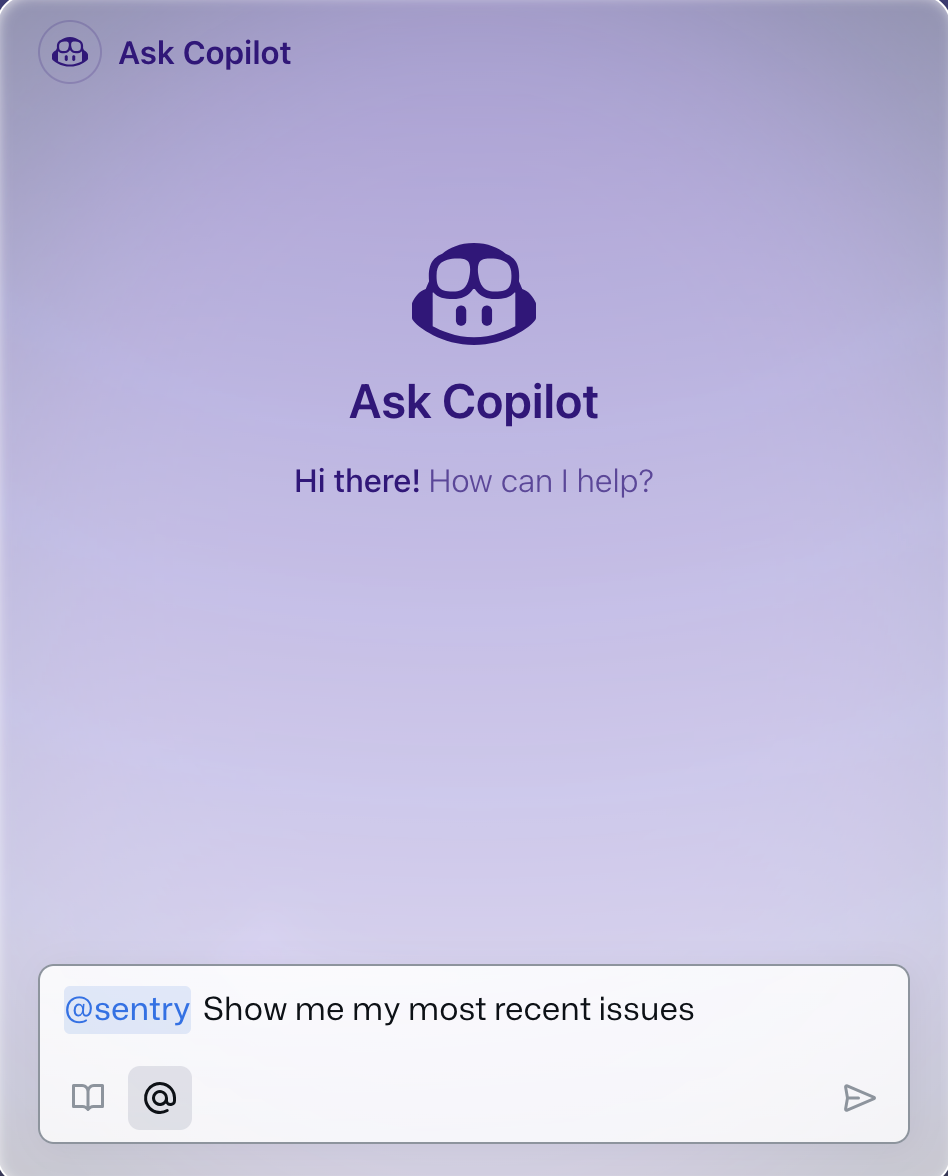 Ask Copilot
Ask Copilot
Hi there! How can I help?
@sentry Show me my most recent issues
@